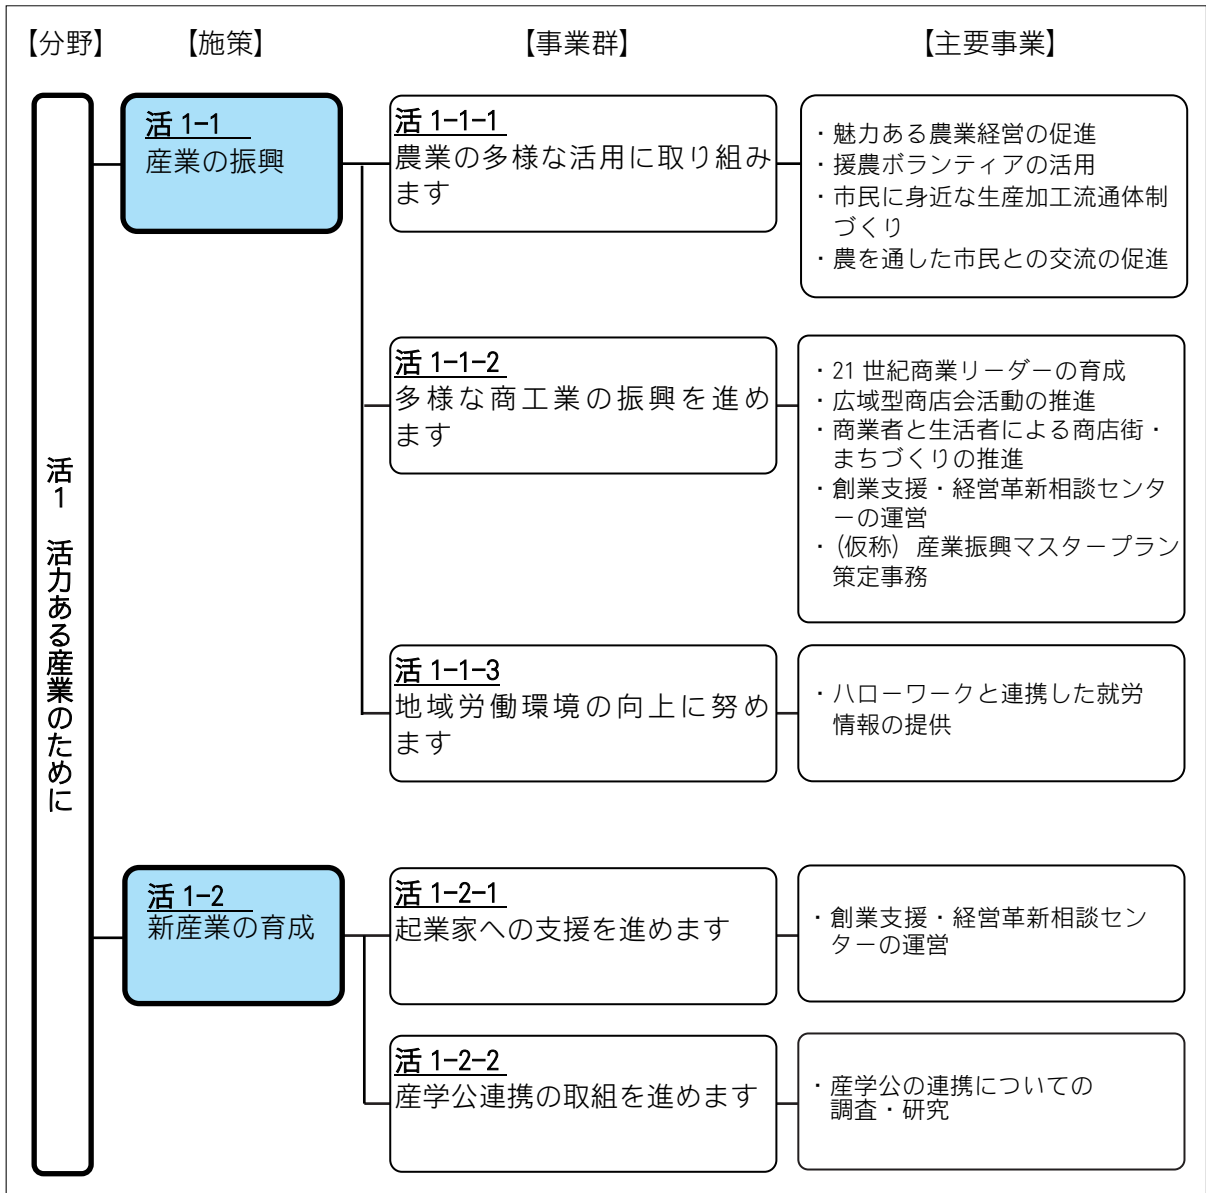 【分野】
【施策】
【事業群】
【主要事業】
活1 活力ある産業のために
活 1-1
産業の振興
活 1-1-1
農業の多様な活用に取り組み
ます
・魅力ある農業経営の促進
・援農ボランティアの活用
・市民に身近な生産加工流通体制
づくり
・農を通した市民との交流の促進
活 1-1-2
多様な商工業の振興を進め
ます
・21 世紀商業リーダーの育成
・広域型商店会活動の推進
・商業者と生活者による商店街・
まちづくりの推進
・創業支援・経営革新相談センタ
ーの運営
・(仮称) 産業振興マスタープラン
策定事務
活 1-1-3
地域労働環境の向上に努め
ます
・ハローワークと連携した就労
情報の提供
活 1-2
新産業の育成
活 1-2-1
起業家への支援を進めます
・創業支援・経営革新相談セン
ターの運営
活 1-2-2
産学公連携の取組を進めます
・産学公の連携についての
調査・研究